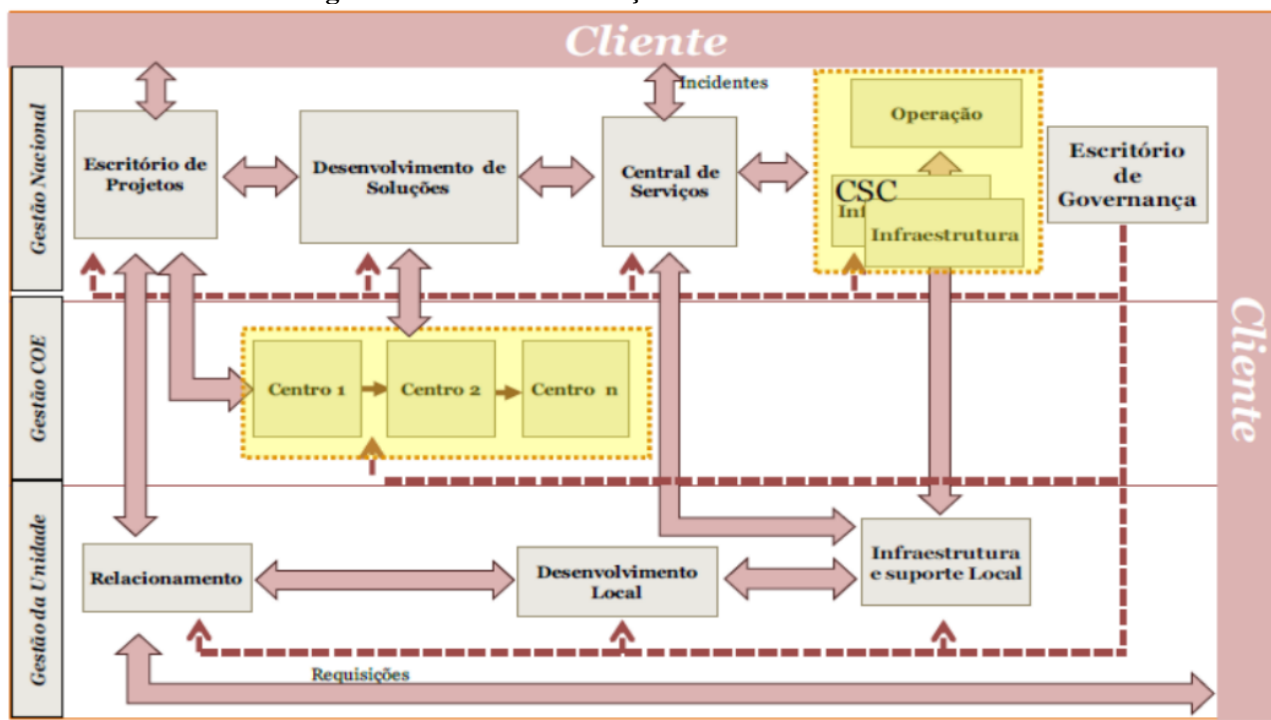 Cliente
Gestão Nacional
Incidentes
Escritório de
Projetos
Desenvolvimento de
Soluções
Central de
Serviços
Operação
CSC
Inf
Infraestrutura
Escritório
de
Governança
Cliente
Gestão COE
Centro 1
Centro 2
Centro n
Gestão da Unidade
Relacionamento
Desenvolvimento
Local
Infraestrutura
e suporte Local
Requisições